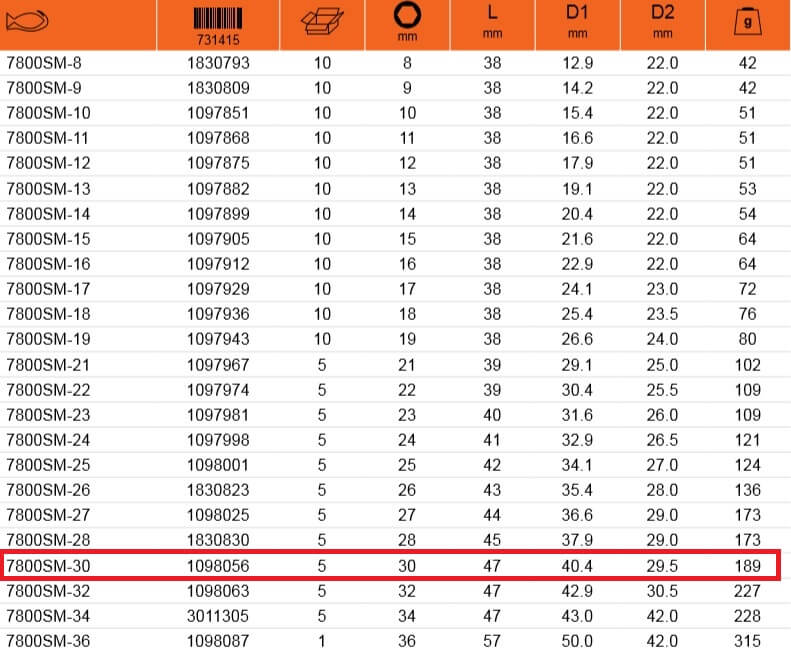 L D1 D2 g
731415 mm mm mm mm
7800SM-8 1830793 10 8 38 12.9 22.0 42
7800SM-9 1830809 10 9 38 14.2 22.0 42
7800SM-10 1097851 10 10 38 15.4 22.0 51
7800SM-11 1097868 10 11 38 16.6 22.0 51
7800SM-12 1097875 10 12 38 17.9 22.0 51
7800SM-13 1097882 10 13 38 19.1 22.0 53
7800SM-14 1097899 10 14 38 20.4 22.0 54
7800SM-15 1097905 10 15 38 21.6 22.0 64
7800SM-16 1097912 10 16 38 22.9 22.0 64
7800SM-17 1097929 10 17 38 24.1 23.0 72
7800SM-18 1097936 10 18 38 25.4 23.5 76
7800SM-19 1097943 10 19 38 26.6 24.0 80
7800SM-21 1097967 5 21 39 29.1 25.0 102
7800SM-22 1097974 5 22 39 30.4 25.5 109
7800SM-23 1097981 5 23 40 31.6 26.0 109
7800SM-24 1097998 5 24 41 32.9 26.5 121
7800SM-25 1098001 5 25 42 34.1 27.0 124
7800SM-26 1830823 5 26 43 35.4 28.0 136
7800SM-27 1098025 5 27 44 36.6 29.0 173
7800SM-28 1830830 5 28 45 37.9 29.0 173
7800SM-30 1098056 5 30 47 40.4 29.5 189
7800SM-32 1098063 5 32 47 42.9 30.5 227
7800SM-34 3011305 5 34 47 43.0 42.0 228
7800SM-36 1098087 1 36 57 50.0 42.0 315